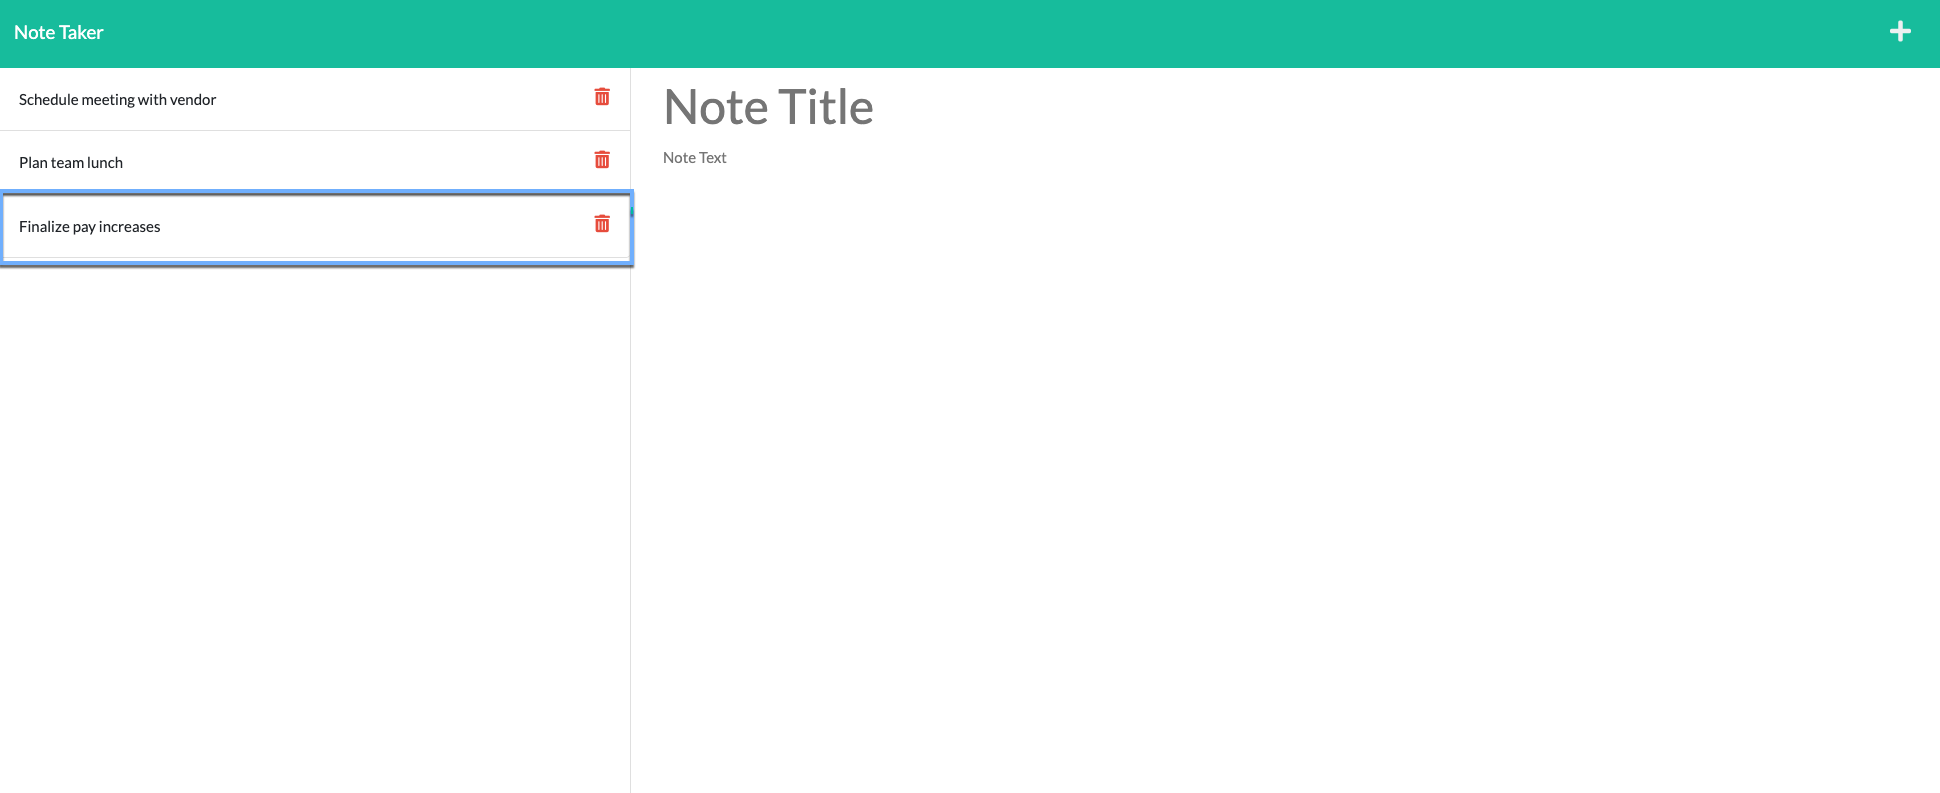 Note Taker
Schedule meeting with vendor
Plan team lunch
Finalize pay increases
Note Title
Note Text